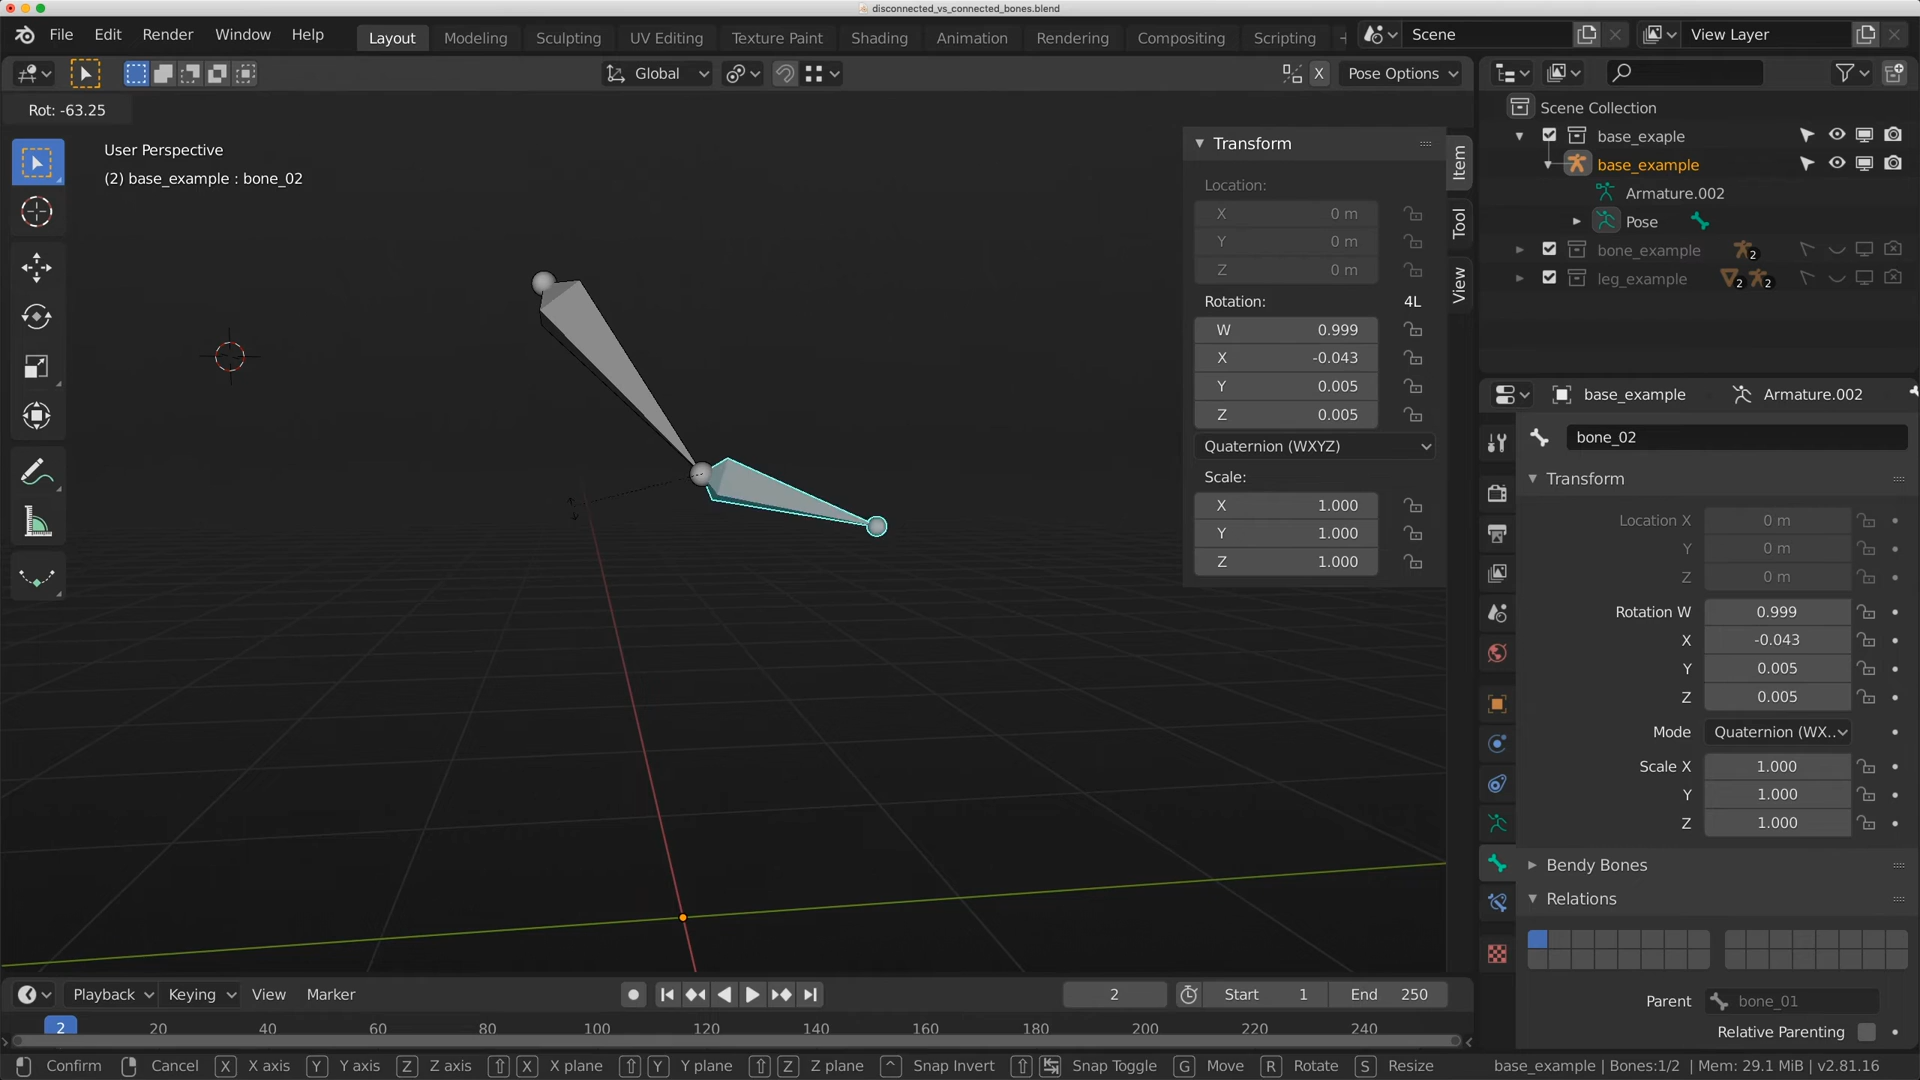 disconnected_vs_connected_bones.blend
File Edit Render Window Help Layout Modeling Sculpting UV Editing Texture Paint Shading Animation Rendering Compositing Scripting Scene View Layer
Global X Pose Options
Rot: -63.25
User Perspective
(2) base_example : bone_02
Transform
Location:
X 0 m
Y 0 m
Z 0 m
Rotation: 4L
W 0.999
X -0.043
Y 0.005
Z 0.005
Quaternion (WXYZ)
Scale:
X 1.000
Y 1.000
Z 1.000
Item
Tool
View
Scene Collection
base_exaple
base_example
Armature.002
Pose
bone_example 2
leg_example 2 2
base_example Armature.002
bone_02
Transform
Location X 0 m
Y 0 m
Z 0 m
Rotation W 0.999
X -0.043
Y 0.005
Z 0.005
Mode Quaternion (WX..
Scale X 1.000
Y 1.000
Z 1.000
Bendy Bones
Relations
Parent bone_01
Relative Parenting
Playback Keying View Marker 2 Start 1 End 250
2 20 40 60 80 100 120 140 160 180 200 220 240
Confirm Cancel X X axis Y Y axis Z Z axis X X plane Y Y plane Z Z plane Snap Invert Snap Toggle G Move R Rotate S Resize base_example | Bones:1/2 | Mem: 29.1 MiB | v2.81.16